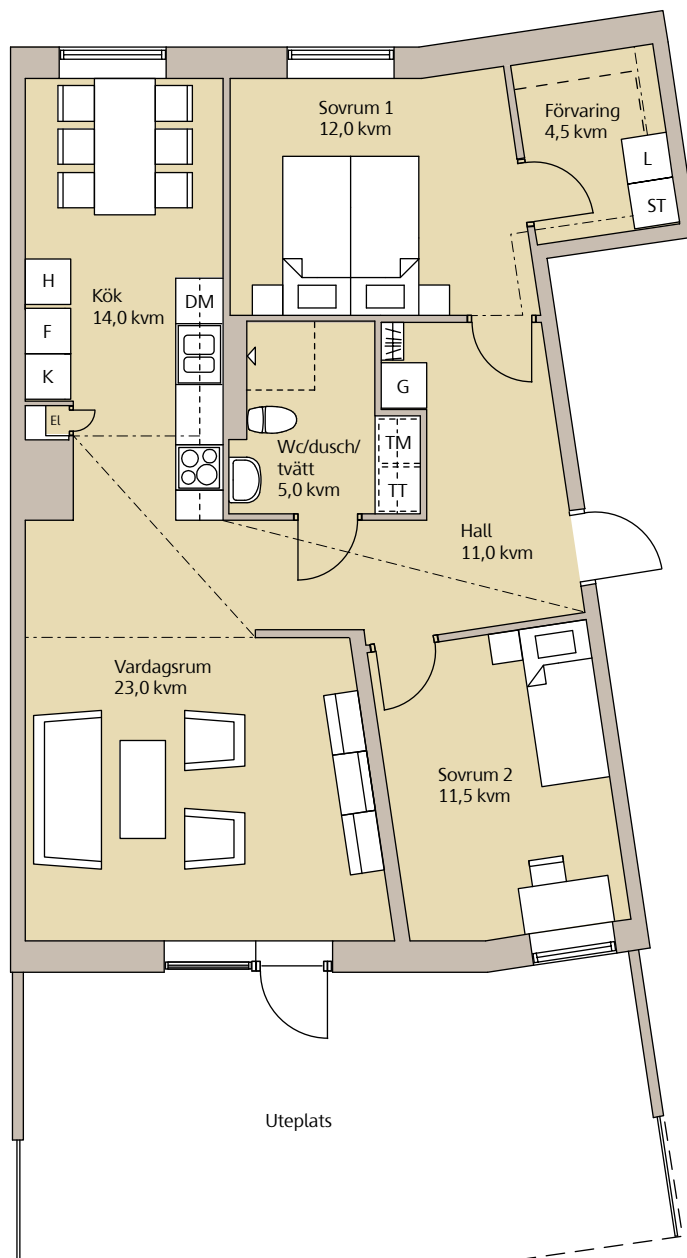 Sovrum 1
12,0 kvm
Förvaring
4,5 kvm
L
ST
H
Kök
14,0 kvm
DM
F
K
G
El
Wc/dusch/
tvätt
5,0 kvm
TM
TT
Hall
11,0 kvm
Vardagsrum
23,0 kvm
Sovrum 2
11,5 kvm
Uteplats